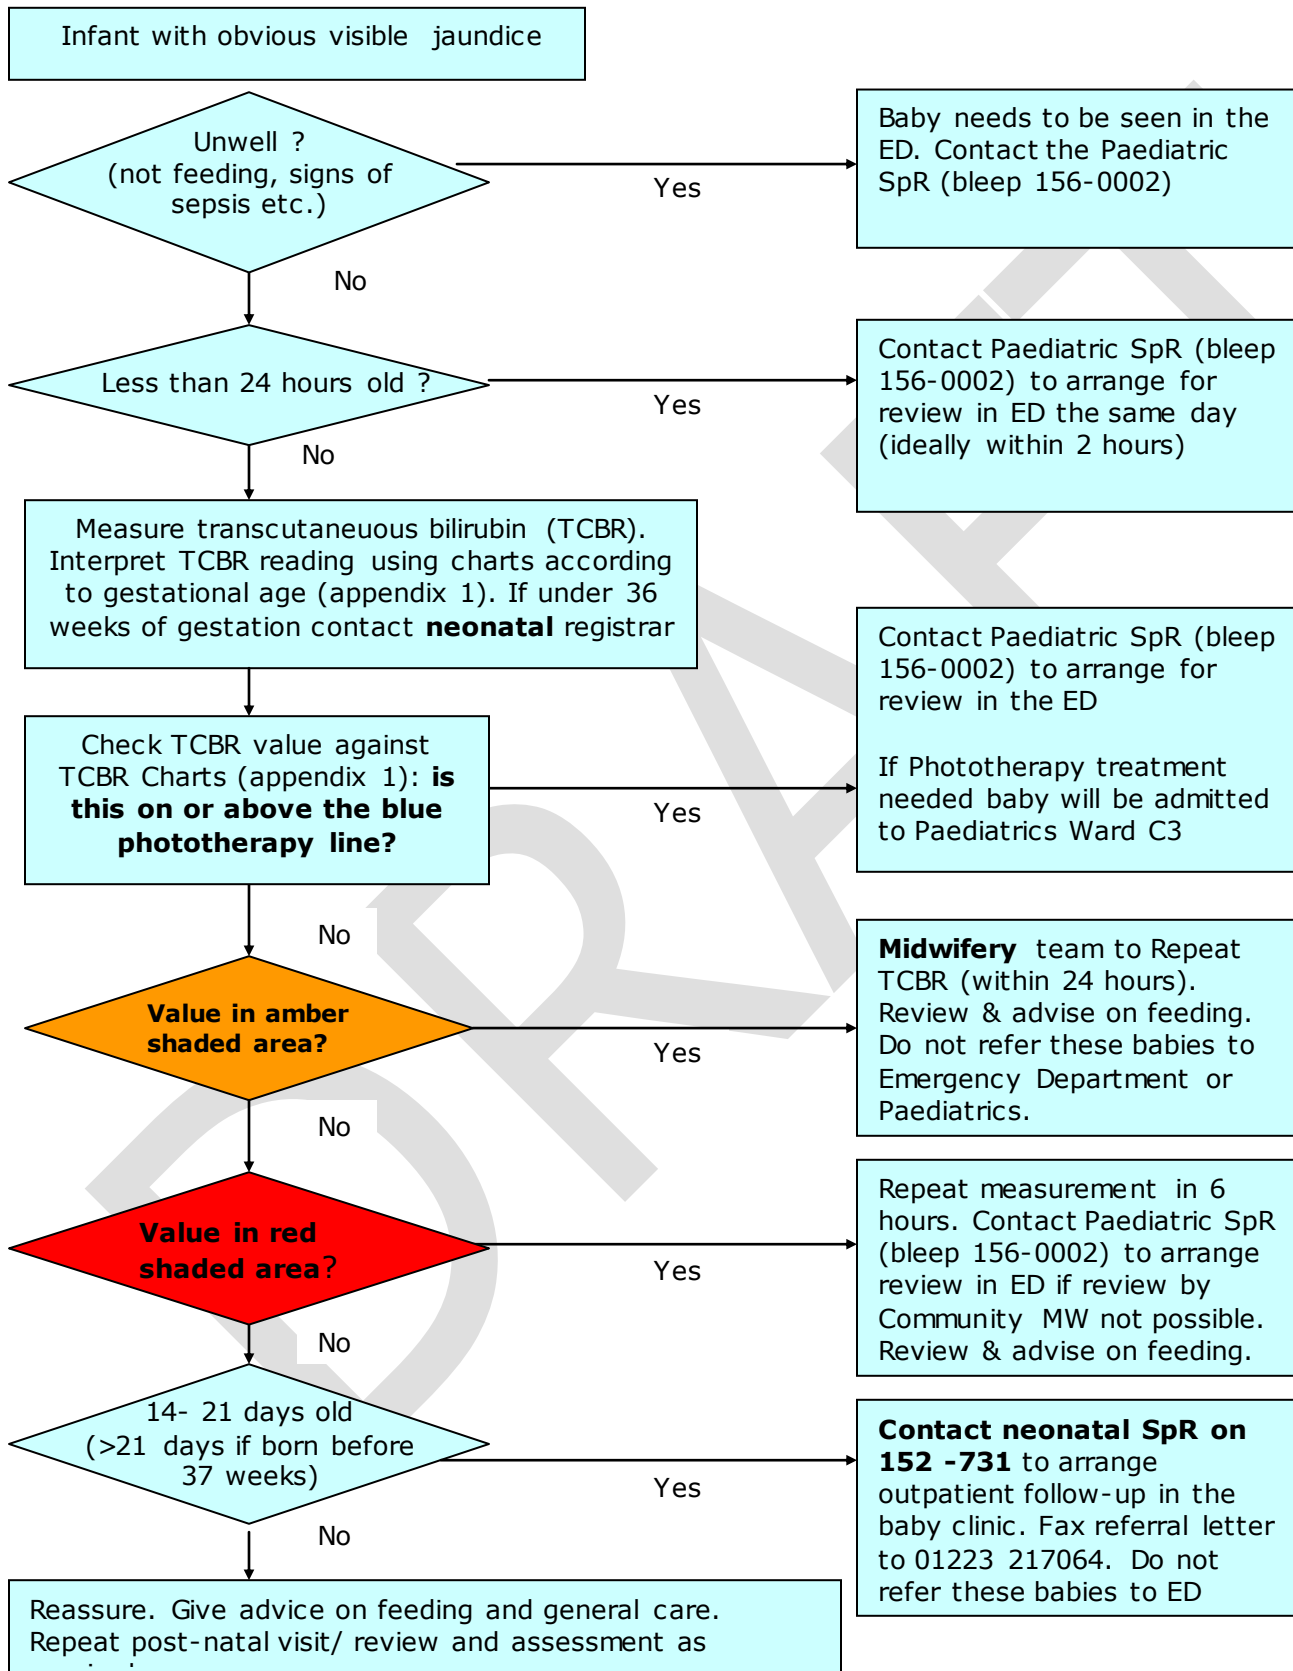 Infant with obvious visible jaundice
Unwell ?
(not feeding, signs of
sepsis etc.)
Yes
Baby needs to be seen in the
ED. Contact the Paediatric
SpR (bleep 156-0002)
No
Less than 24 hours old ?
Yes
Contact Paediatric SpR (bleep
156-0002) to arrange for
review in ED the same day
(ideally within 2 hours)
No
Measure transcutaneuous bilirubin (TCBR).
Interpret TCBR reading using charts according
to gestational age (appendix 1). If under 36
weeks of gestation contact neonatal registrar
Check TCBR value against
TCBR Charts (appendix 1): is
this on or above the blue
phototherapy line?
Yes
Contact Paediatric SpR (bleep
156-0002) to arrange for
review in the ED
If Phototherapy treatment
needed baby will be admitted
to Paediatrics Ward C3
No
Value in amber
shaded area?
Yes
Midwifery team to Repeat
TCBR (within 24 hours).
Review & advise on feeding.
Do not refer these babies to
Emergency Department or
Paediatrics.
No
Value in red
shaded area?
Yes
Repeat measurement in 6
hours. Contact Paediatric SpR
(bleep 156-0002) to arrange
review in ED if review by
Community MW not possible.
Review & advise on feeding.
No
14- 21 days old
(>21 days if born before
37 weeks)
Yes
Contact neonatal SpR on
152 -731 to arrange
outpatient follow-up in the
baby clinic. Fax referral letter
to 01223 217064. Do not
refer these babies to ED
No
Reassure. Give advice on feeding and general care.
Repeat post-natal visit/ review and assessment as
DRAFT